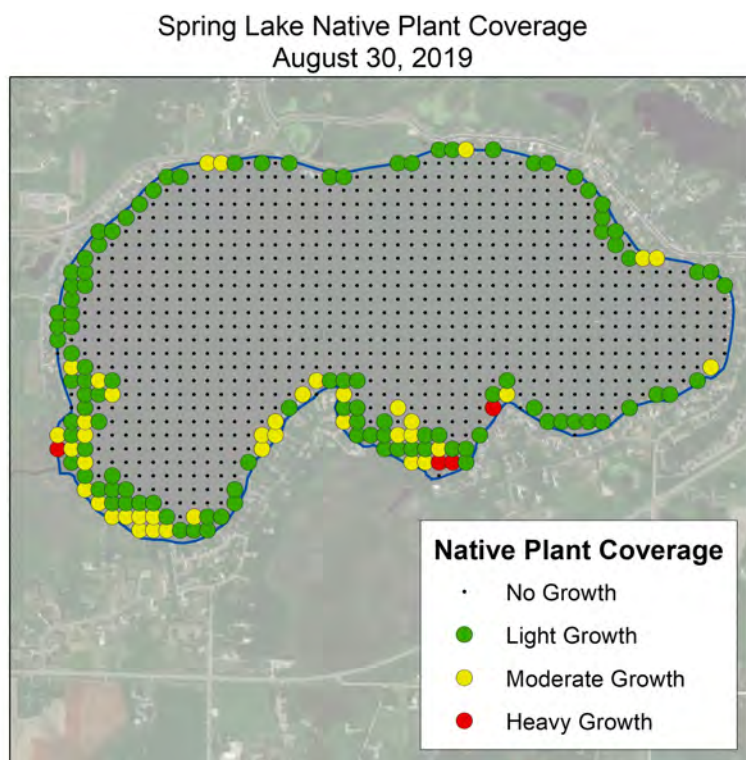 Spring Lake Native Plant Coverage
August 30, 2019
Native Plant Coverage
No Growth
Light Growth
Moderate Growth
Heavy Growth